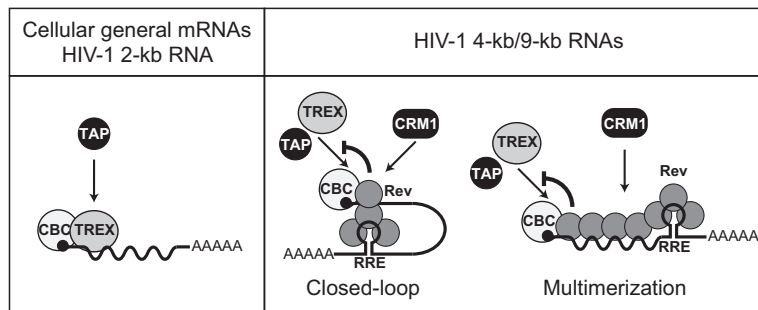 Cellular general mRNAs
HIV-1 2-kb RNA
HIV-1 4-kb/9-kb RNAs
TAP
CBC
TREX
AAAAA
TREX
TAP
CRM1
CBC
Rev
AAAAA
RRE
Closed-loop
TREX
TAP
CRM1
Rev
CBC
AAAAA
RRE
Multimerization